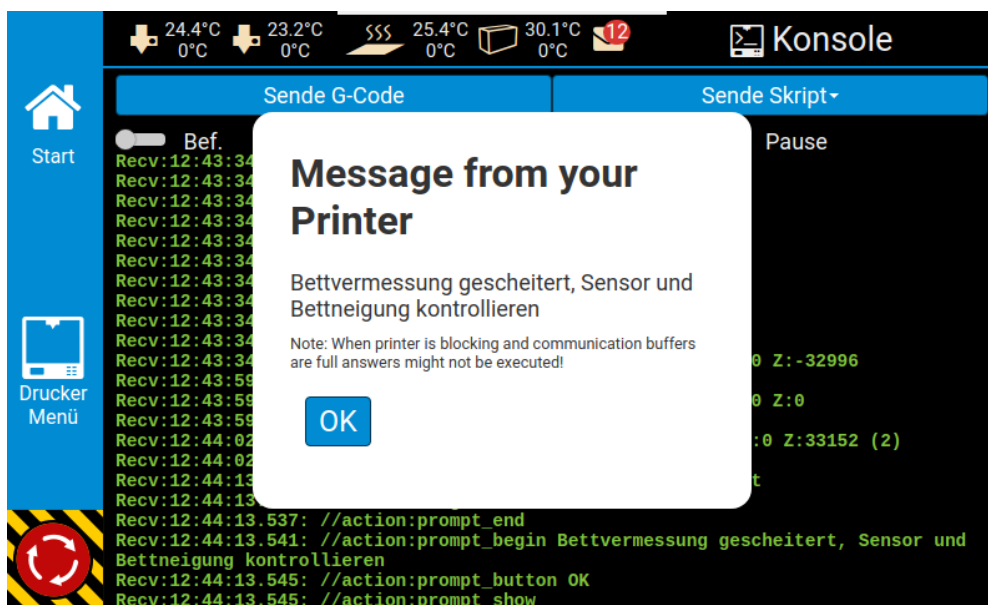 24.4°C
0°C
23.2°C
0°C
25.4°C
0°C
30.1°C
0°C
12
Konsole
Sende G-Code
Sende Skript
Start
Bef.
Pause
Recv:12:43:34
Recv:12:43:34
Recv:12:43:34
Recv:12:43:34
Recv:12:43:34
Recv:12:43:34
Recv:12:43:34
Recv:12:43:34
Recv:12:43:34
Recv:12:43:34
Recv:12:43:34 0 Z:-32996
Recv:12:43:59
Recv:12:43:59 0 Z:0
Recv:12:43:59
Recv:12:44:02 :0 Z:33152 (2)
Recv:12:44:02
Recv:12:44:13 t
Recv:12:44:13.
Recv:12:44:13.537: //action:prompt_end
Recv:12:44:13.541: //action:prompt_begin Bettvermessung gescheitert, Sensor und
Bettneigung kontrollieren
Recv:12:44:13.545: //action:prompt_button OK
Recv:12:44:13.545: //action:prompt_show
Message from your
Printer
Bettvermessung gescheitert, Sensor und
Bettneigung kontrollieren
Note: When printer is blocking and communication buffers
are full answers might not be executed!
OK
Drucker
Menü